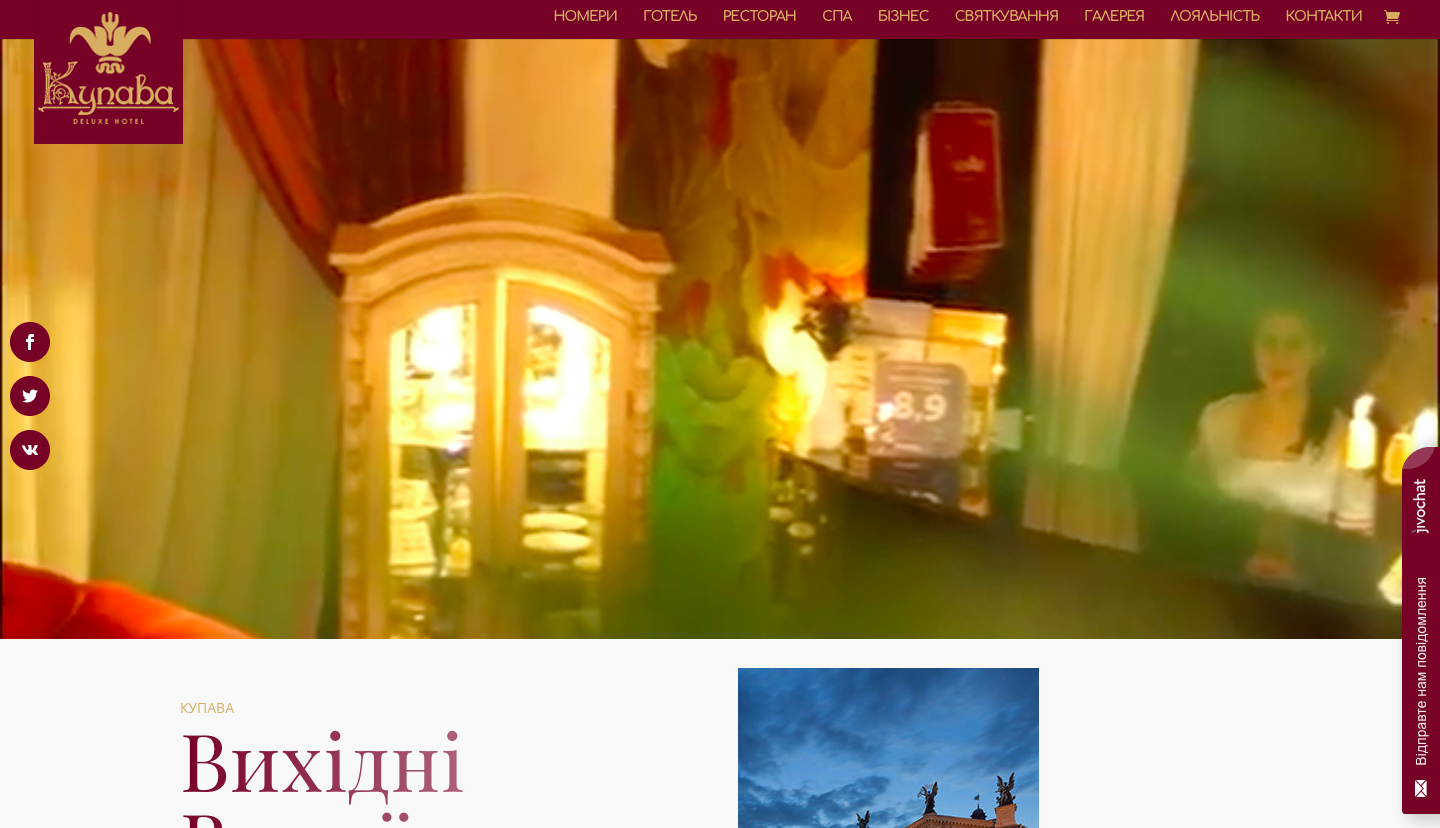 НОМЕРИ ГОТЕЛЬ РЕСТОРАН СПА БІЗНЕС СВЯТКУВАННЯ ГАЛЕРЕЯ ЛОЯЛЬНІСТЬ КОНТАКТИ
Купава
DELUXE HOTEL
8,9
jivochat
Відправте нам повідомлення
КУПАВА
Вихідні